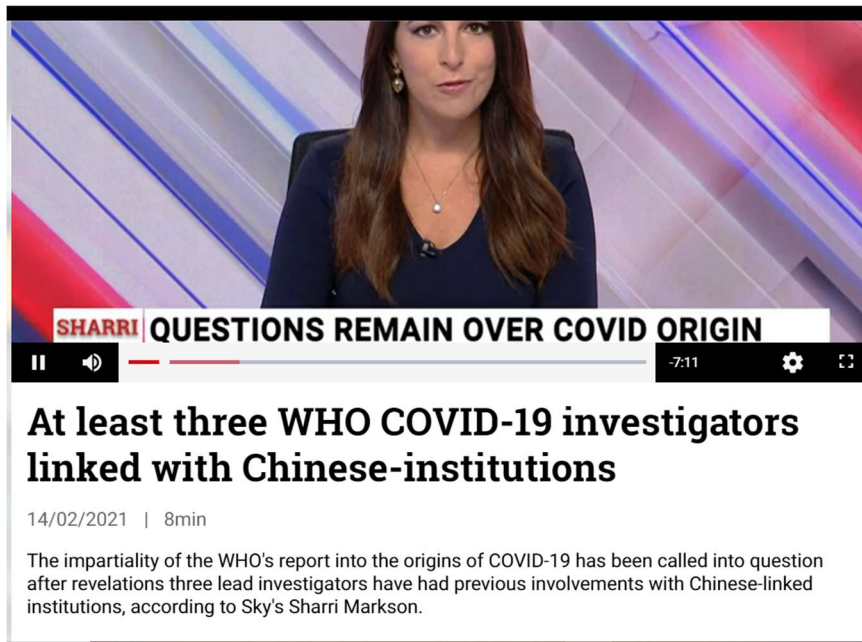 SHARRI QUESTIONS REMAIN OVER COVID ORIGIN
-7:11
At least three WHO COVID-19 investigators
linked with Chinese-institutions
14/02/2021 | 8min
The impartiality of the WHO's report into the origins of COVID-19 has been called into question
after revelations three lead investigators have had previous involvements with Chinese-linked
institutions, according to Sky's Sharri Markson.